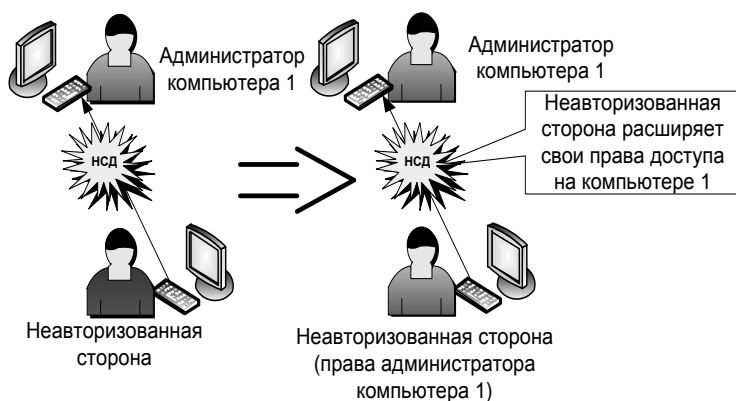 Администратор
компьютера 1
НСД
Неавторизованная
сторона
Администратор
компьютера 1
Неавторизованная
сторона расширяет
свои права доступа
на компьютере 1
НСД
Неавторизованная сторона
(права администратора
компьютера 1)